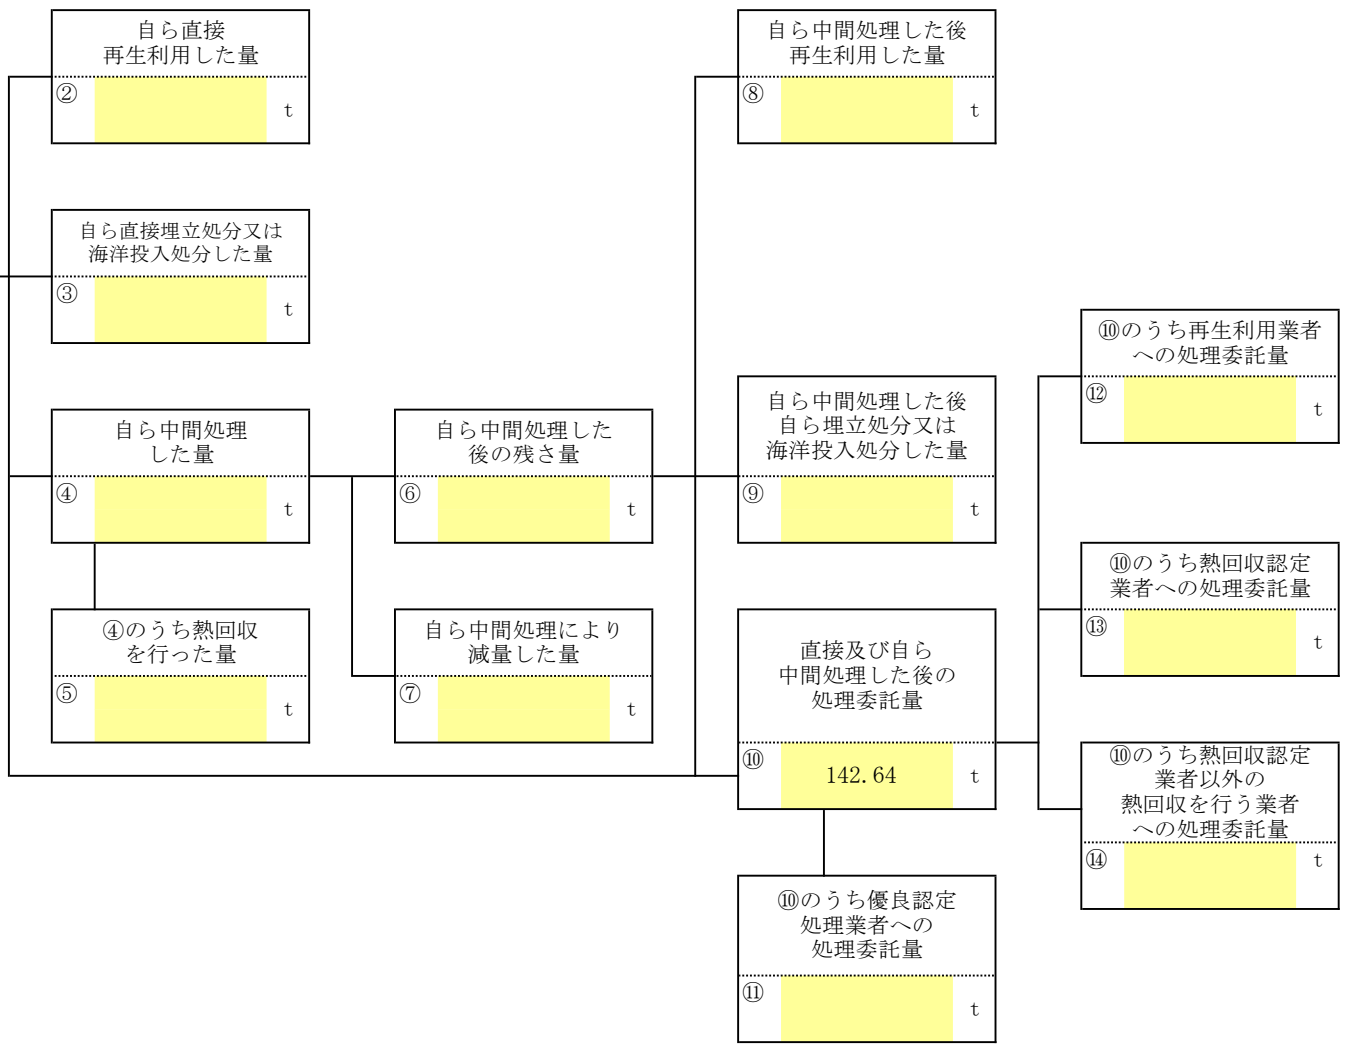 自ら直接
再生利用した量
②
t
自ら中間処理した後
再生利用した量
⑧
t
自ら直接埋立処分又は
海洋投入処分した量
③
t
⑩のうち再生利用業者
への処理委託量
⑫
t
自ら中間処理
した量
④
t
自ら中間処理した
後の残さ量
⑥
t
自ら中間処理した後
自ら埋立処分又は
海洋投入処分した量
⑨
t
⑩のうち熱回収認定
業者への処理委託量
⑬
t
④のうち熱回収
を行った量
⑤
t
自ら中間処理により
減量した量
⑦
t
直接及び自ら
中間処理した後の
処理委託量
⑩
142.64 t
⑩のうち熱回収認定
業者以外の
熱回収を行う業者
への処理委託量
⑭
t
⑩のうち優良認定
処理業者への
処理委託量
⑪
t